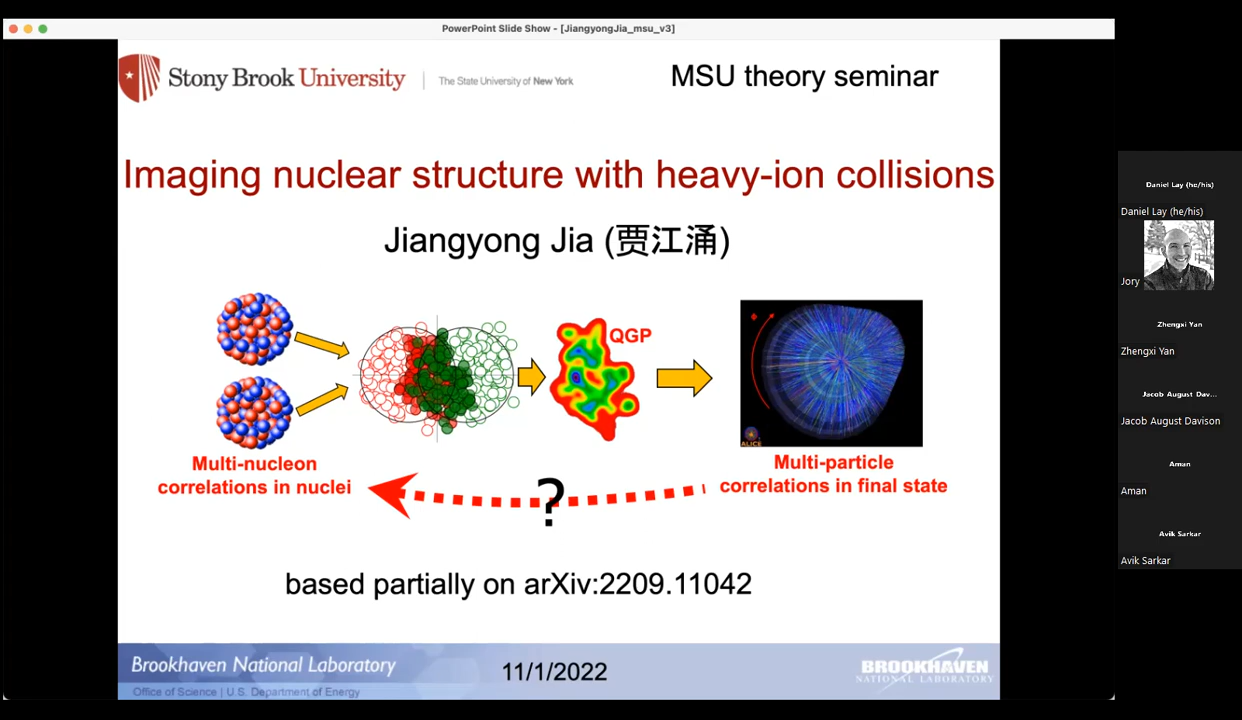 PowerPoint Slide Show - [JiangyongJia_msu_v3]
Stony Brook University
The State University of New York
MSU theory seminar
Imaging nuclear structure with heavy-ion collisions
Jiangyong Jia (贾江涌)
QGP
ALICE
Multi-nucleon
correlations in nuclei
Multi-particle
correlations in final state
?
based partially on arXiv:2209.11042
Brookhaven National Laboratory
Office of Science | U.S. Department of Energy
11/1/2022
BROOKHAVEN
NATIONAL LABORATORY
Daniel Lay (he/his)
Daniel Lay (he/his)
Jory
Zhengxi Yan
Zhengxi Yan
Jacob August Dav...
Jacob August Davison
Aman
Aman
Avik Sarkar
Avik Sarkar